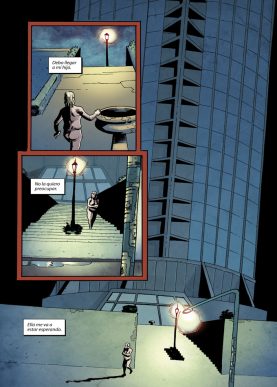 Debo llegar
a mi hija.
No la quiero
preocupar.
Ella me va a
estar esperando.